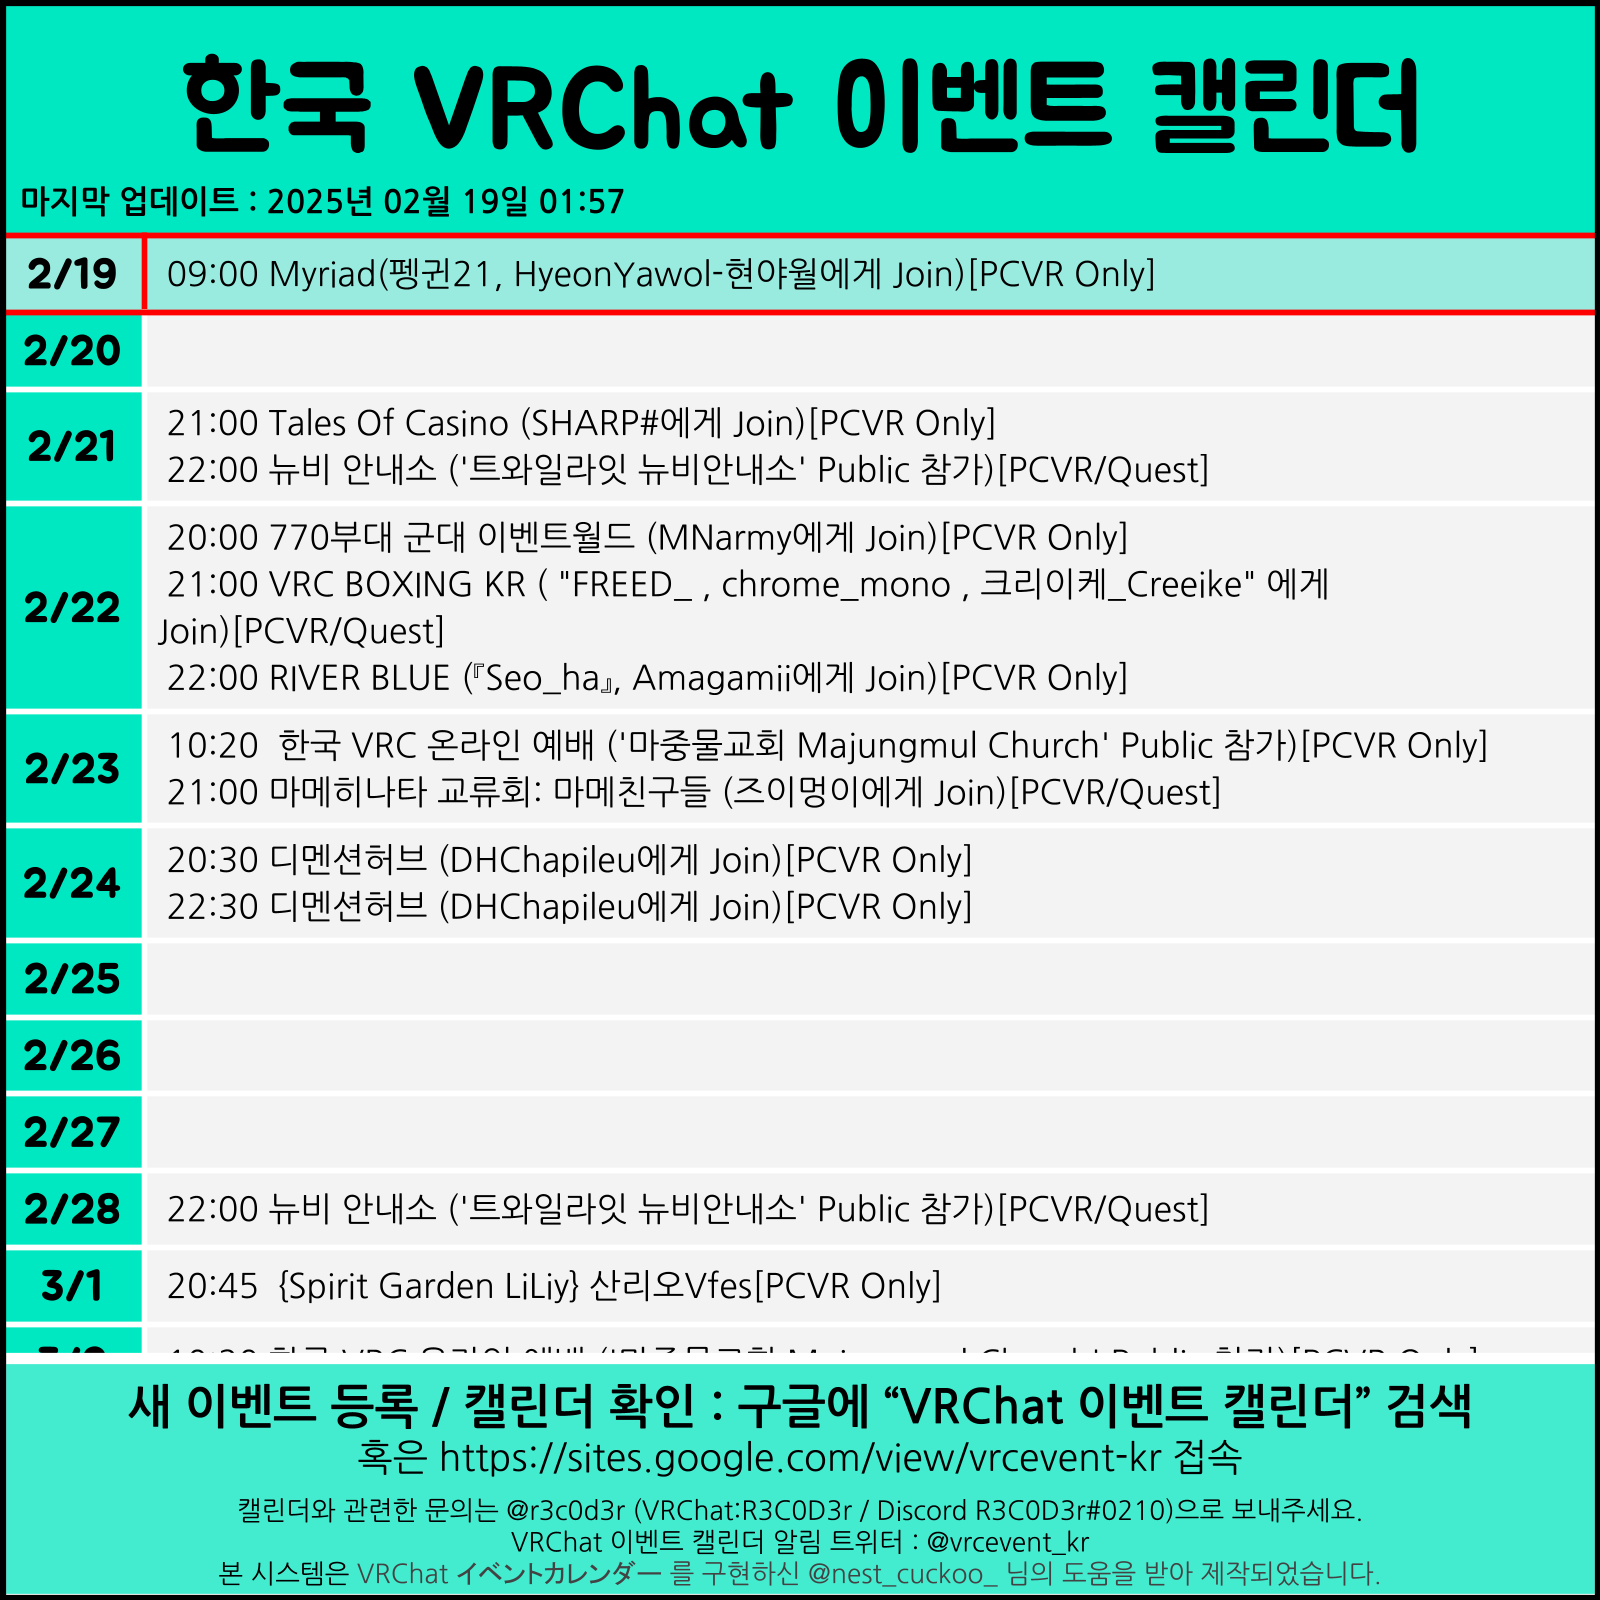 한국 VRChat 이벤트 캘린더
마지막 업데이트 : 2025년 02월 19일 01:57
2/19
09:00 Myriad(펭귄21, HyeonYawol-현야월에게 Join)[PCVR Only]
2/20
2/21
21:00 Tales Of Casino (SHARP#에게 Join)[PCVR Only]
22:00 뉴비 안내소 ('트와일라잇 뉴비안내소' Public 참가)[PCVR/Quest]
2/22
20:00 770부대 군대 이벤트월드 (MNarmy에게 Join)[PCVR Only]
21:00 VRC BOXING KR ( "FREED_ , chrome_mono , 크리이케_Creeike" 에게
Join)[PCVR/Quest]
22:00 RIVER BLUE (『Seo_ha』, Amagamii에게 Join)[PCVR Only]
2/23
10:20 한국 VRC 온라인 예배 ('마중물교회 Majungmul Church' Public 참가)[PCVR Only]
21:00 마메히나타 교류회: 마메친구들 (즈이멍이에게 Join)[PCVR/Quest]
2/24
20:30 디멘션허브 (DHChapileu에게 Join)[PCVR Only]
22:30 디멘션허브 (DHChapileu에게 Join)[PCVR Only]
2/25
2/26
2/27
2/28
22:00 뉴비 안내소 ('트와일라잇 뉴비안내소' Public 참가)[PCVR/Quest]
3/1
20:45 {Spirit Garden LiLiy} 산리오Vfes[PCVR Only]
새 이벤트 등록 / 캘린더 확인 : 구글에 “VRChat 이벤트 캘린더” 검색
혹은 https://sites.google.com/view/vrcevent-kr 접속
캘린더와 관련한 문의는 @r3c0d3r (VRChat:R3C0D3r / Discord R3C0D3r#0210)으로 보내주세요.
VRChat 이벤트 캘린더 알림 트위터 : @vrcevent_kr
본 시스템은 VRChat イベントカレンダー 를 구현하신 @nest_cuckoo_ 님의 도움을 받아 제작되었습니다.